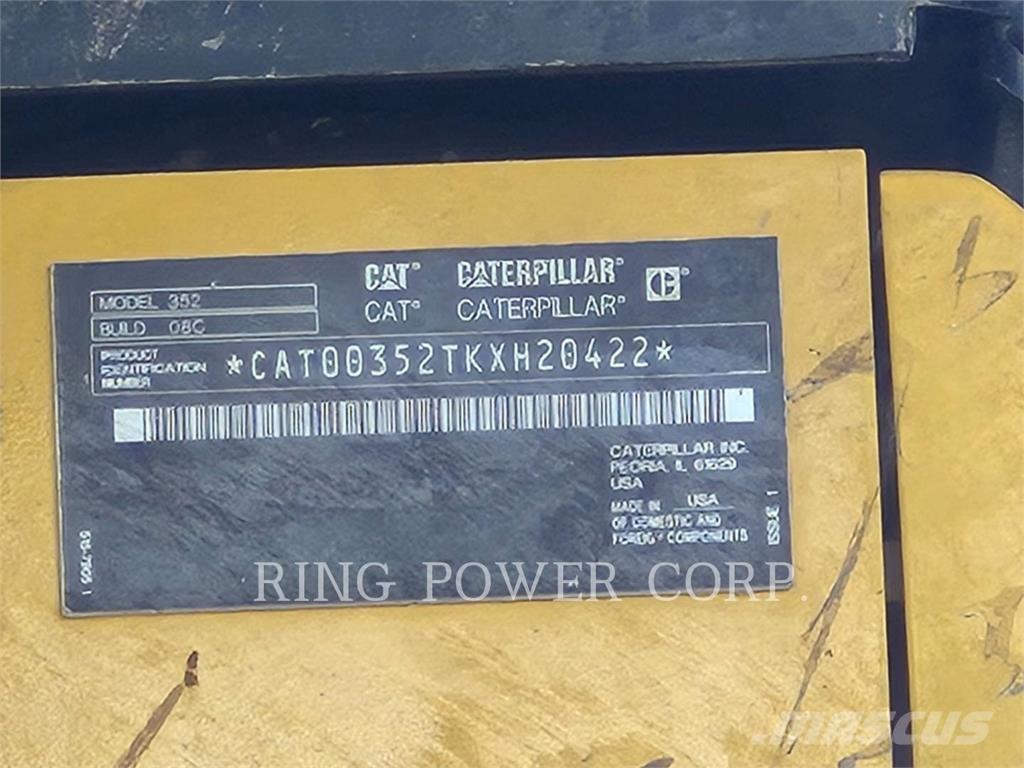 CAT® CATERPILLAR®
CAT® CATERPILLAR®
MODEL 352
BUILD 08C
PRODUCT IDENTIFICATION NUMBER
*CAT00352TKXH20422*
CATERPILLAR INC.
PEORIA, IL 61629
USA
MADE IN USA
OF DOMESTIC AND
FOREIGN COMPONENTS
ISSUE 1
RING POWER CORP.
MASCUS